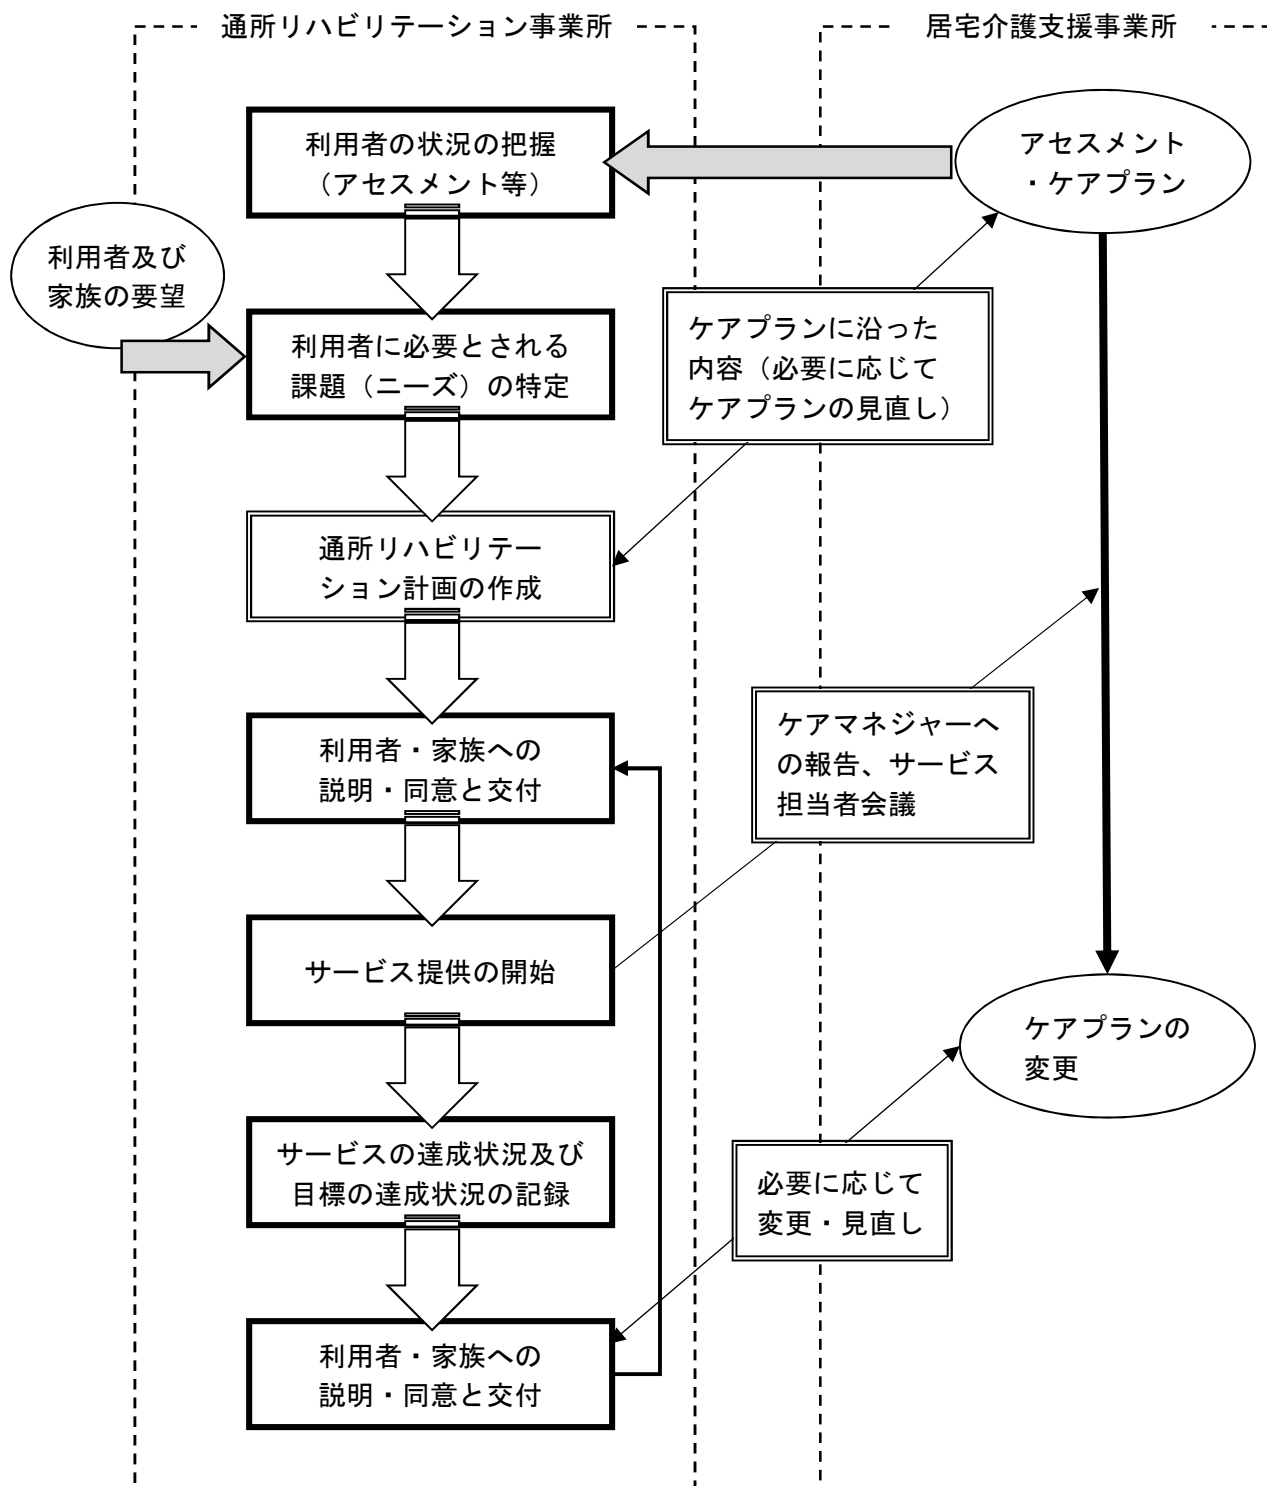 通所リハビリテーション事業所
居宅介護支援事業所
利用者の状況の把握
（アセスメント等）
アセスメント
・ケアプラン
利用者及び
家族の要望
利用者に必要とされる
課題（ニーズ）の特定
ケアプランに沿った
内容（必要に応じて
ケアプランの見直し）
通所リハビリテー
ション計画の作成
利用者・家族への
説明・同意と交付
ケアマネジャーへ
の報告、サービス
担当者会議
サービス提供の開始
ケアプランの
変更
サービスの達成状況及び
目標の達成状況の記録
必要に応じて
変更・見直し
利用者・家族への
説明・同意と交付